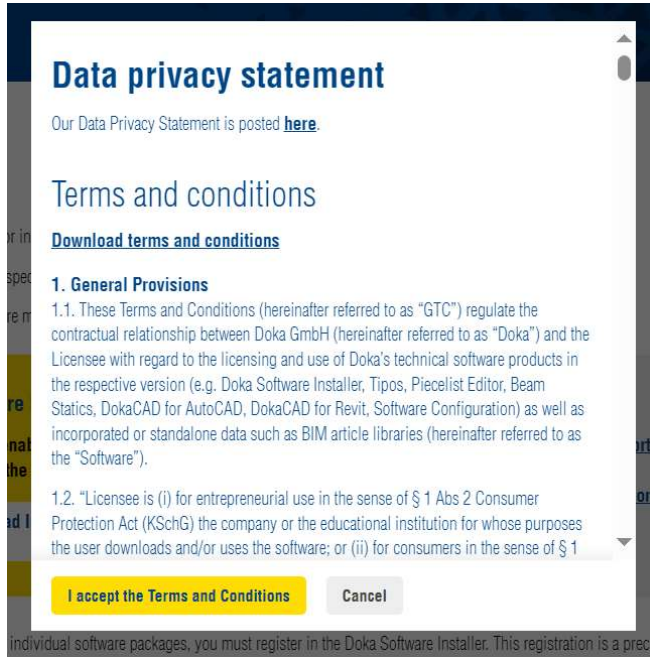 Data privacy statement
Our Data Privacy Statement is posted here.
Terms and conditions
Download terms and conditions
1. General Provisions
1.1. These Terms and Conditions (hereinafter referred to as “GTC”) regulate the
contractual relationship between Doka GmbH (hereinafter referred to as “Doka”) and the
Licensee with regard to the licensing and use of Doka’s technical software products in
the respective version (e.g. Doka Software Installer, Tipos, Piecelist Editor, Beam
Statics, DokaCAD for AutoCAD, DokaCAD for Revit, Software Configuration) as well as
incorporated or standalone data such as BIM article libraries (hereinafter referred to as
the “Software”).
1.2. “Licensee is (i) for entrepreneurial use in the sense of § 1 Abs 2 Consumer
Protection Act (KSchG) the company or the educational institution for whose purposes
the user downloads and/or uses the software; or (ii) for consumers in the sense of § 1
I accept the Terms and Conditions
Cancel
individual software packages, you must register in the Doka Software Installer. This registration is a prec